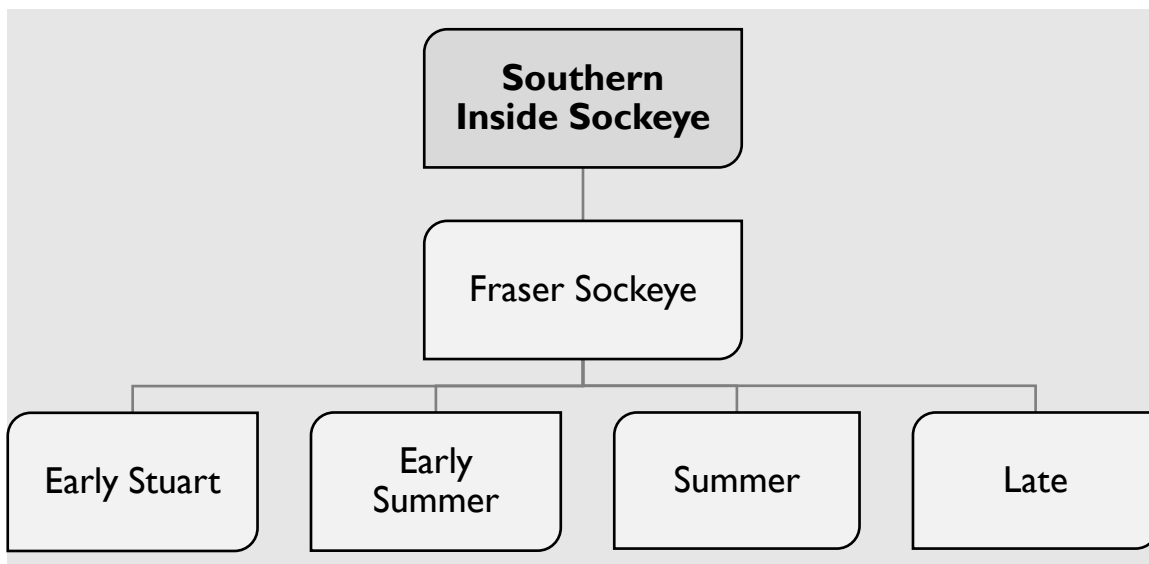 Southern
Inside Sockeye
Fraser Sockeye
Early Stuart
Early
Summer
Summer
Late